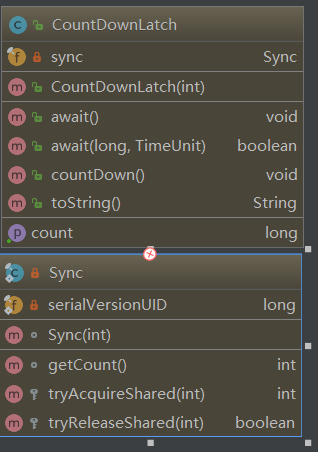 CountDownLatch
sync Sync
CountDownLatch(int)
await() void
await(long, TimeUnit) boolean
countDown() void
toString() String
count long
Sync
serialVersionUID long
Sync(int)
getCount() int
tryAcquireShared(int) int
tryReleaseShared(int) boolean